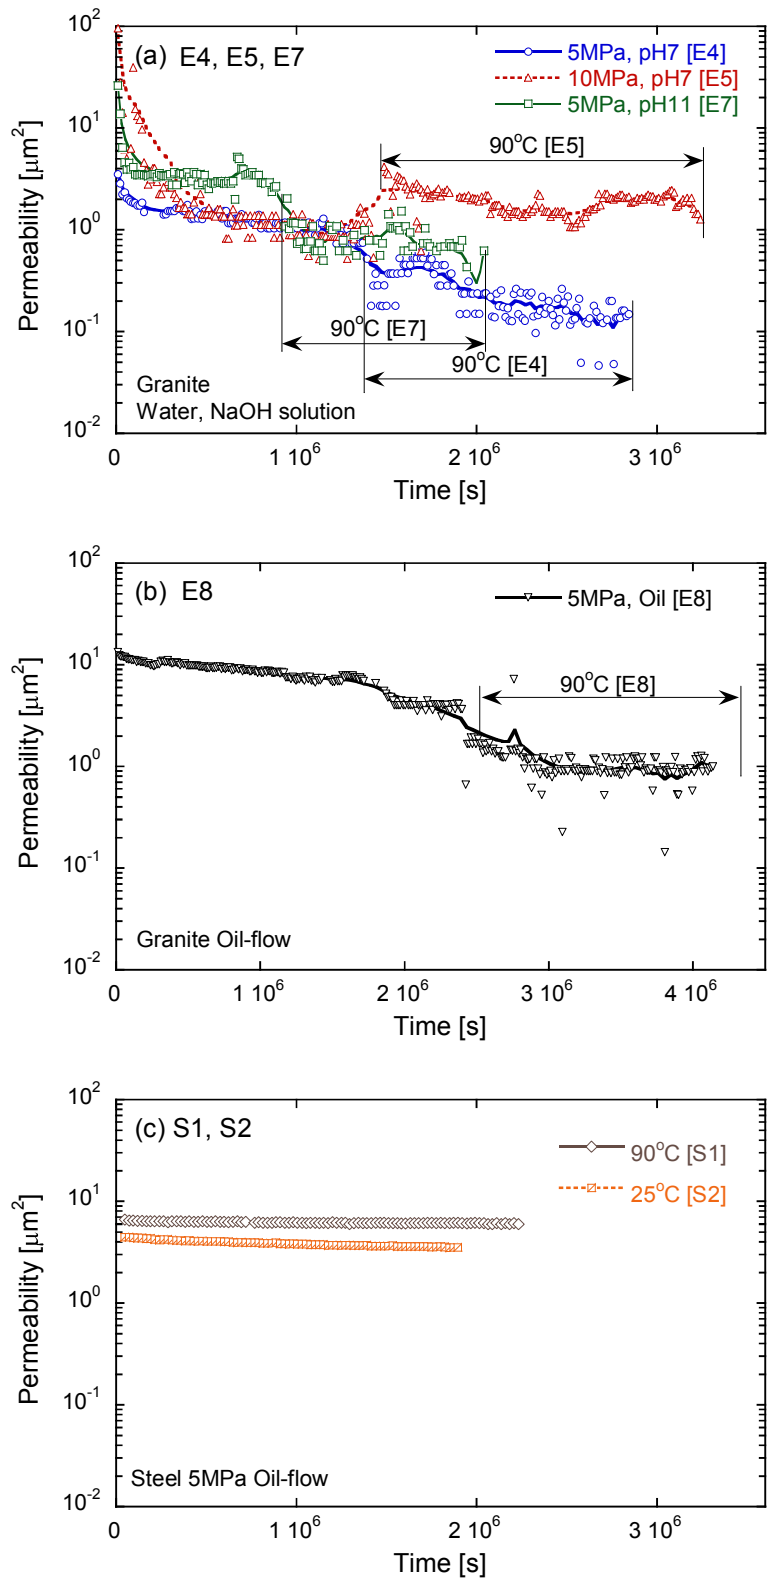 (a) E4, E5, E7
5MPa, pH7 [E4]
10MPa, pH7 [E5]
5MPa, pH11 [E7]
90°C [E5]
90°C [E7]
90°C [E4]
Granite
Water, NaOH solution
Permeability [μm²]
10²
10¹
10⁰
10⁻¹
10⁻²
0
1 10⁶
2 10⁶
3 10⁶
Time [s]
(b) E8
5MPa, Oil [E8]
90°C [E8]
Granite Oil-flow
Permeability [μm²]
10²
10¹
10⁰
10⁻¹
10⁻²
0
1 10⁶
2 10⁶
3 10⁶
4 10⁶
Time [s]
(c) S1, S2
90°C [S1]
25°C [S2]
Steel 5MPa Oil-flow
Permeability [μm²]
10²
10¹
10⁰
10⁻¹
10⁻²
0
1 10⁶
2 10⁶
3 10⁶
Time [s]